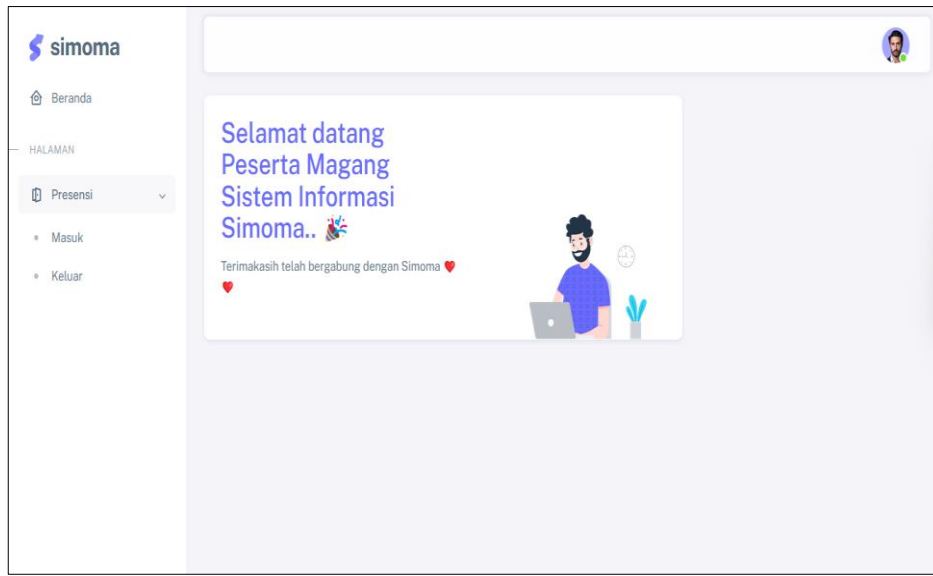 simoma
Beranda
HALAMAN
Presensi
Masuk
Keluar
Selamat datang
Peserta Magang
Sistem Informasi
Simoma.. 🎉
Terimakasih telah bergabung dengan Simoma ❤️
❤️